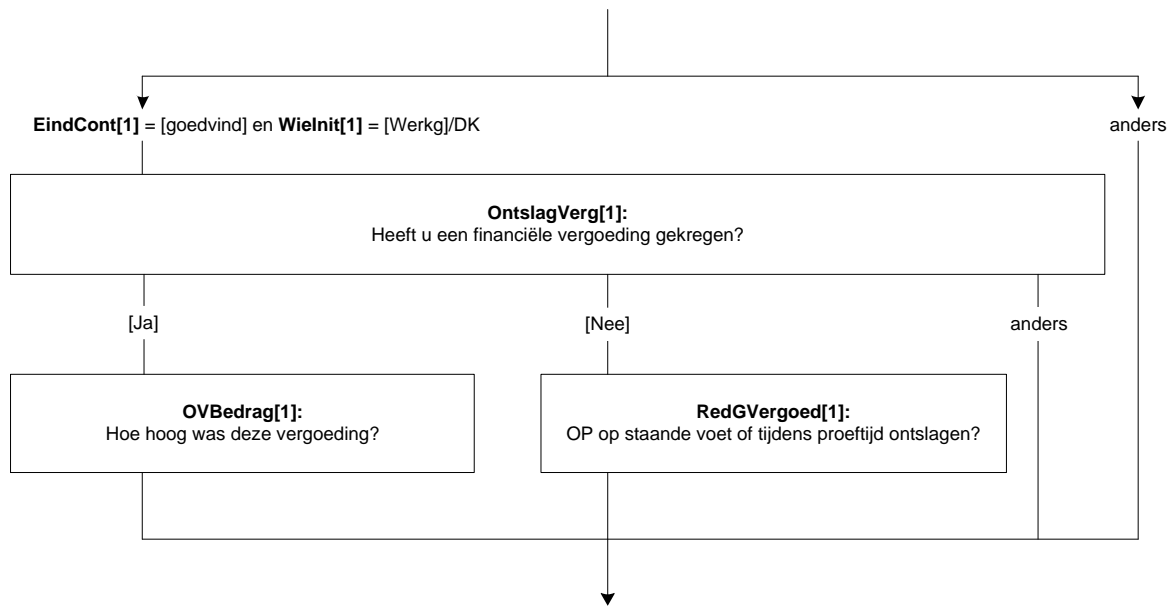 EindCont[1] = [goedvind] en WieInit[1] = [Werkg]/DK
anders
OntslagVerg[1]:
Heeft u een financiële vergoeding gekregen?
[Ja]
[Nee]
anders
OVBedrag[1]:
Hoe hoog was deze vergoeding?
RedGVergoed[1]:
OP op staande voet of tijdens proeftijd ontslagen?